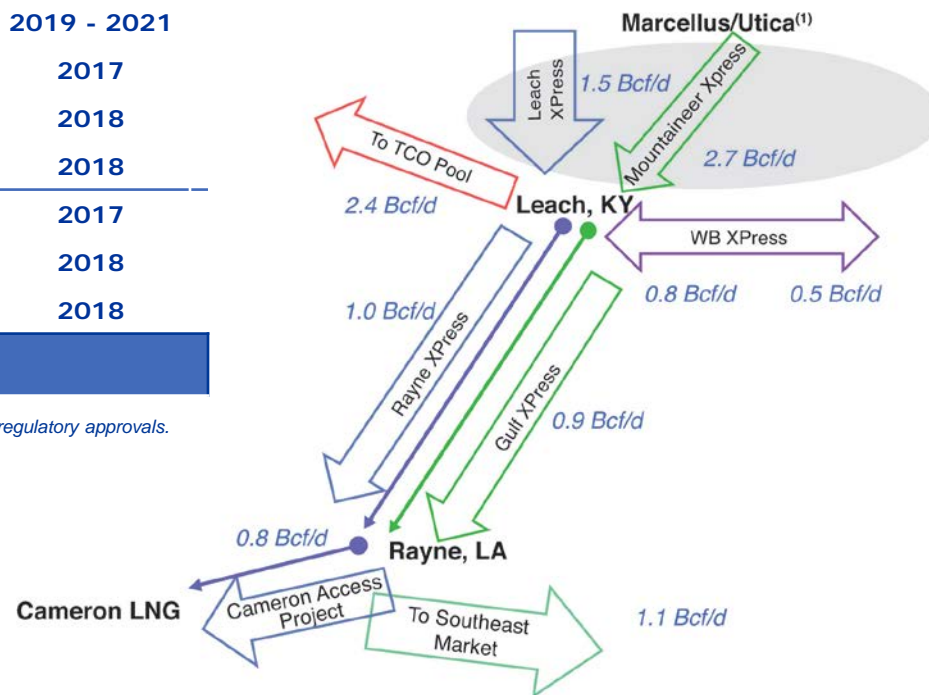 2019 - 2021
2017
2018
2018
2017
2018
2018
regulatory approvals.
Marcellus/Utica(1)
Leach
XPress
1.5 Bcf/d
Mountaineer Xpress
2.7 Bcf/d
To TCO Pool
2.4 Bcf/d
Leach, KY
WB XPress
0.8 Bcf/d
0.5 Bcf/d
1.0 Bcf/d
Rayne XPress
Gulf XPress
0.9 Bcf/d
0.8 Bcf/d
Rayne, LA
Cameron LNG
Cameron Access
Project
To Southeast
Market
1.1 Bcf/d